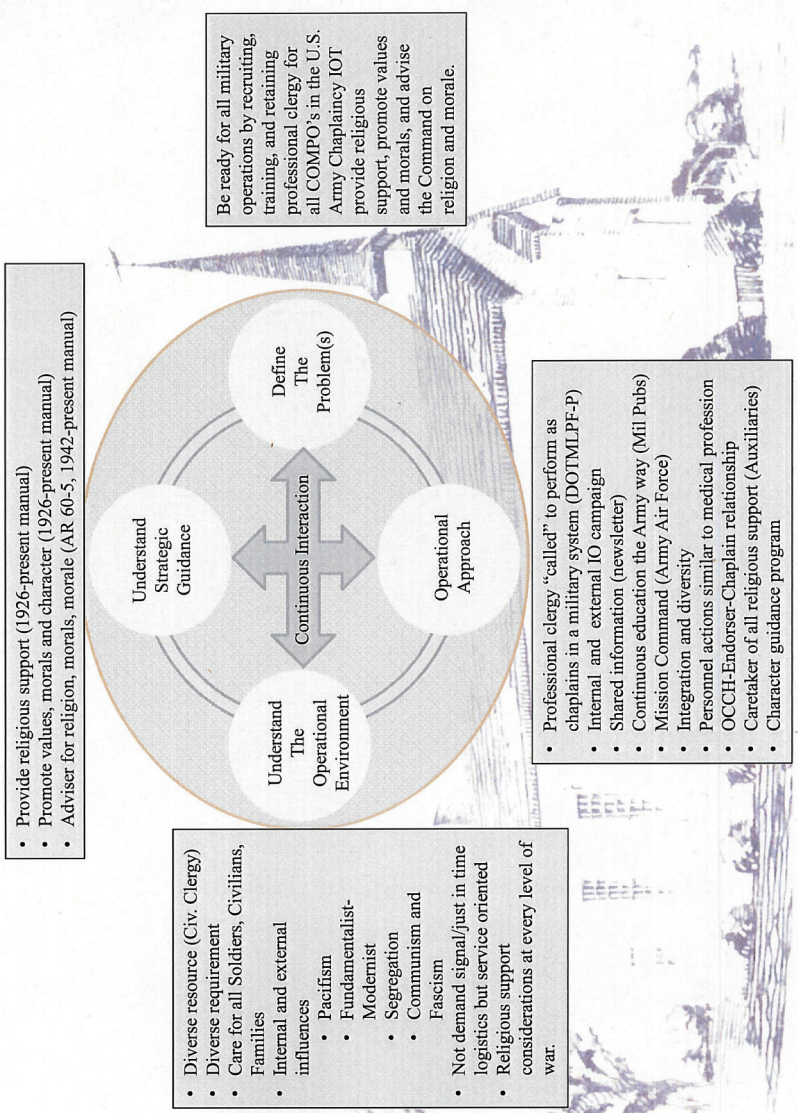 • Provide religious support (1926-present manual)
• Promote values, morals and character (1926-present manual)
• Adviser for religion, morals, morale (AR 60-5, 1942-present manual)
• Diverse resource (Civ. Clergy)
• Diverse requirement
• Care for all Soldiers, Civilians,
Families
• Internal and external
influences
• Pacifism
• Fundamentalist-
Modernist
• Segregation
• Communism and
Fascism
• Not demand signal/just in time
logistics but service oriented
• Religious support
considerations at every level of
war.
Understand
Strategic
Guidance
Understand
The
Operational
Environment
Continuous Interaction
Define
The
Problem(s)
Operational
Approach
Be ready for all military
operations by recruiting,
training, and retaining
professional clergy for
all COMPO's in the U.S.
Army Chaplaincy IOT
provide religious
support, promote values
and morals, and advise
the Command on
religion and morale.
• Professional clergy "called" to perform as
chaplains in a military system (DOTMLPF-P)
• Internal and external IO campaign
• Shared information (newsletter)
• Continuous education the Army way (Mil Pubs)
• Mission Command (Army Air Force)
• Integration and diversity
• Personnel actions similar to medical profession
• OCCH-Endorser-Chaplain relationship
• Caretaker of all religious support (Auxiliaries)
• Character guidance program